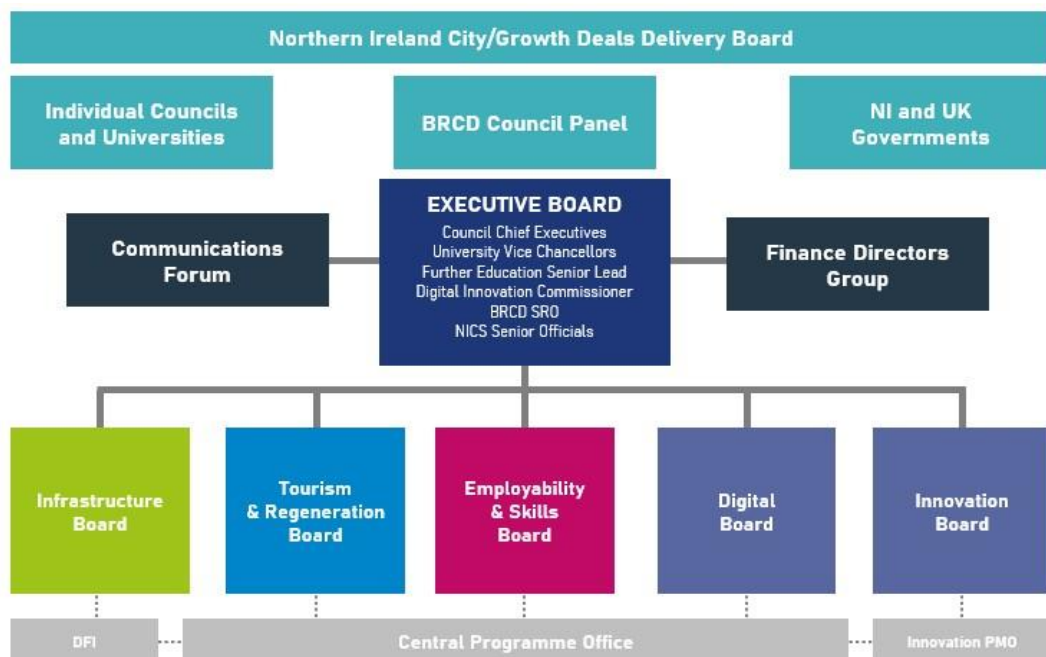 Northern Ireland City/Growth Deals Delivery Board
Individual Councils
and Universities
BRCD Council Panel
NI and UK
Governments
EXECUTIVE BOARD
Council Chief Executives
University Vice Chancellors
Further Education Senior Lead
Digital Innovation Commissioner
BRCD SRO
NICS Senior Officials
Communications
Forum
Finance Directors
Group
Infrastructure
Board
Tourism
& Regeneration
Board
Employability
& Skills
Board
Digital
Board
Innovation
Board
DFI
Central Programme Office
Innovation PMO